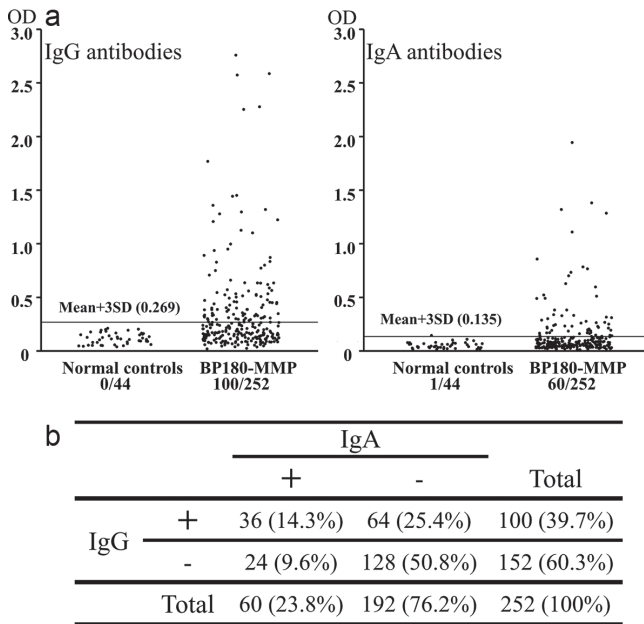 a
OD
IgG antibodies
3.0
2.5
2.0
1.5
1.0
0.5
0
Mean+3SD (0.269)
Normal controls
0/44
BP180-MMP
100/252
OD
IgA antibodies
3.0
2.5
2.0
1.5
1.0
0.5
0
Mean+3SD (0.135)
Normal controls
1/44
BP180-MMP
60/252
b
IgA
+ - Total
IgG + 36 (14.3%) 64 (25.4%) 100 (39.7%)
- 24 (9.6%) 128 (50.8%) 152 (60.3%)
Total 60 (23.8%) 192 (76.2%) 252 (100%)